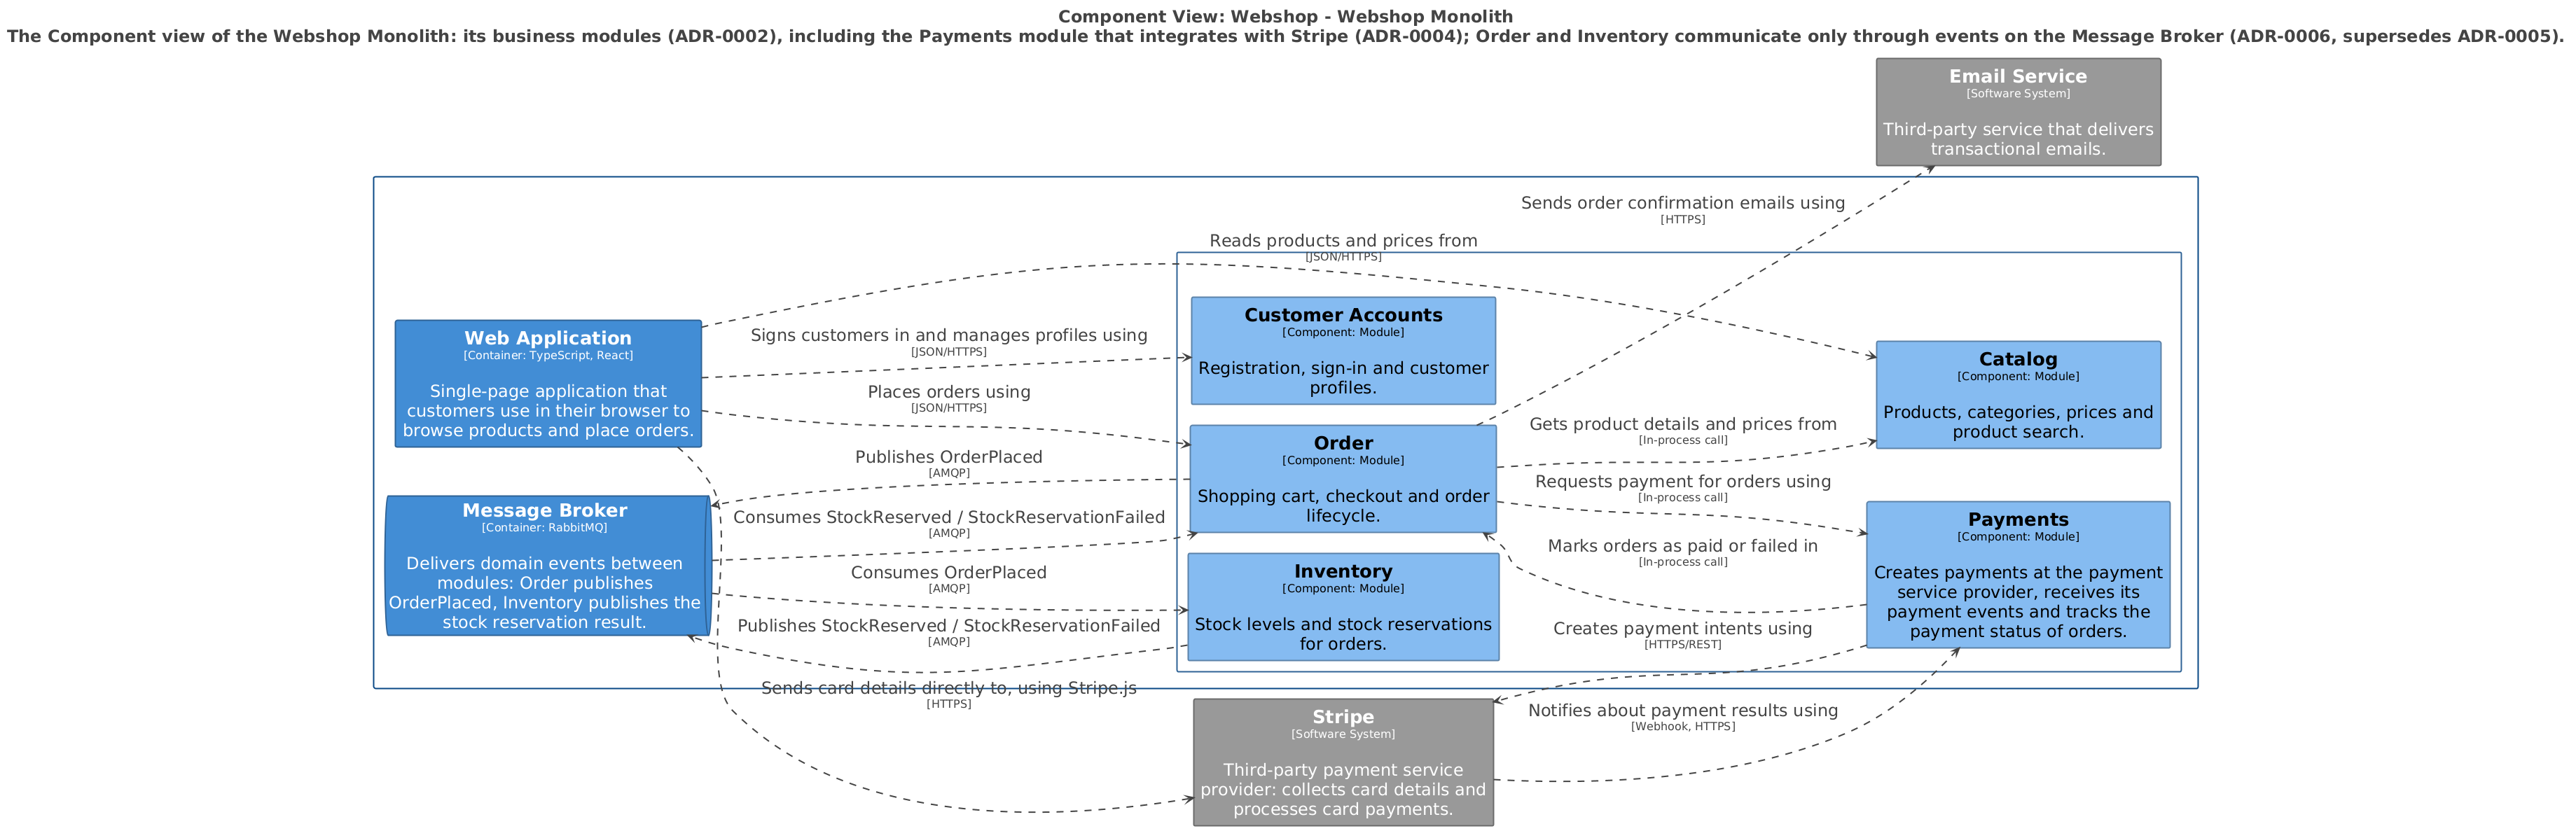 Component View: Webshop - Webshop Monolith
The Component view of the Webshop Monolith: its business modules (ADR-0002), including the Payments module that integrates with Stripe (ADR-0004); Order and Inventory communicate only through events on the Message Broker (ADR-0006, supersedes ADR-0005).
Email Service
[Software System]
Third-party service that delivers
transactional emails.
Sends order confirmation emails using
[HTTPS]
Reads products and prices from
[JSON/HTTPS]
Web Application
[Container: TypeScript, React]
Single-page application that
customers use in their browser to
browse products and place orders.
Signs customers in and manages profiles using
[JSON/HTTPS]
Places orders using
[JSON/HTTPS]
Customer Accounts
[Component: Module]
Registration, sign-in and customer
profiles.
Catalog
[Component: Module]
Products, categories, prices and
product search.
Order
[Component: Module]
Shopping cart, checkout and order
lifecycle.
Gets product details and prices from
[In-process call]
Requests payment for orders using
[In-process call]
Publishes OrderPlaced
[AMQP]
Message Broker
[Container: RabbitMQ]
Delivers domain events between
modules: Order publishes
OrderPlaced, Inventory publishes the
stock reservation result.
Consumes StockReserved / StockReservationFailed
[AMQP]
Consumes OrderPlaced
[AMQP]
Publishes StockReserved / StockReservationFailed
[AMQP]
Inventory
[Component: Module]
Stock levels and stock reservations
for orders.
Marks orders as paid or failed in
[In-process call]
Payments
[Component: Module]
Creates payments at the payment
service provider, receives its
payment events and tracks the
payment status of orders.
Creates payment intents using
[HTTPS/REST]
Sends card details directly to, using Stripe.js
[HTTPS]
Stripe
[Software System]
Third-party payment service
provider: collects card details and
processes card payments.
Notifies about payment results using
[Webhook, HTTPS]